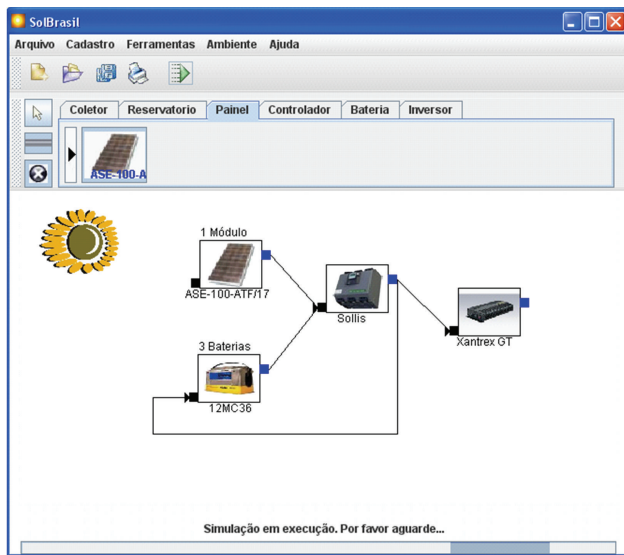 SolBrasil
Arquivo Cadastro Ferramentas Ambiente Ajuda
Coletor Reservatorio Painel Controlador Bateria Inversor
ASE-100-A
1 Módulo
ASE-100-ATF/17
Sollis
Xantrex GT
3 Baterias
12MC36
Simulação em execução. Por favor aguarde...